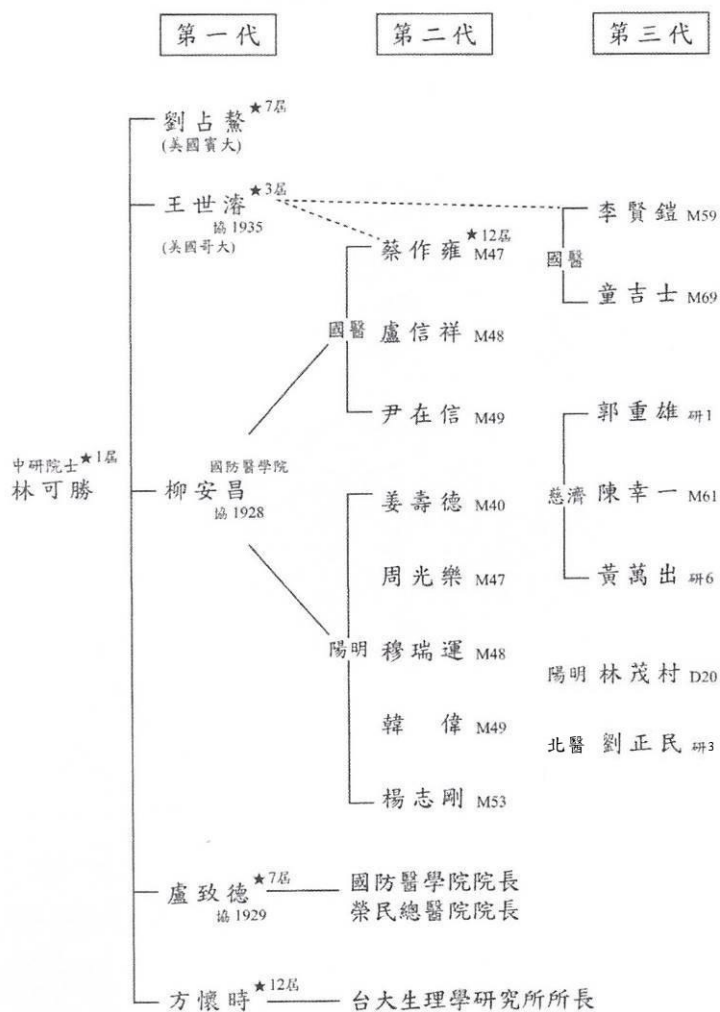 第一代 第二代 第三代
劉占鰲 ★7屆
(美國賓大)
王世濬 ★3屆
協 1935
(美國哥大)
李賢鎧 M59
蔡作雍 ★12屆
M47
國醫
童吉士 M69
國醫 盧信祥 M48
尹在信 M49
郭重雄 研1
中研院士 ★1屆
林可勝
國防醫學院
柳安昌
協 1928
姜壽德 M40
慈濟 陳幸一 M61
周光樂 M47
黃萬出 研6
陽明 穆瑞運 M48
陽明 林茂村 D20
韓 偉 M49
北醫 劉正民 研3
楊志剛 M53
盧致德 ★7屆
協 1929
國防醫學院院長
榮民總醫院院長
方懷時 ★12屆
台大生理學研究所所長